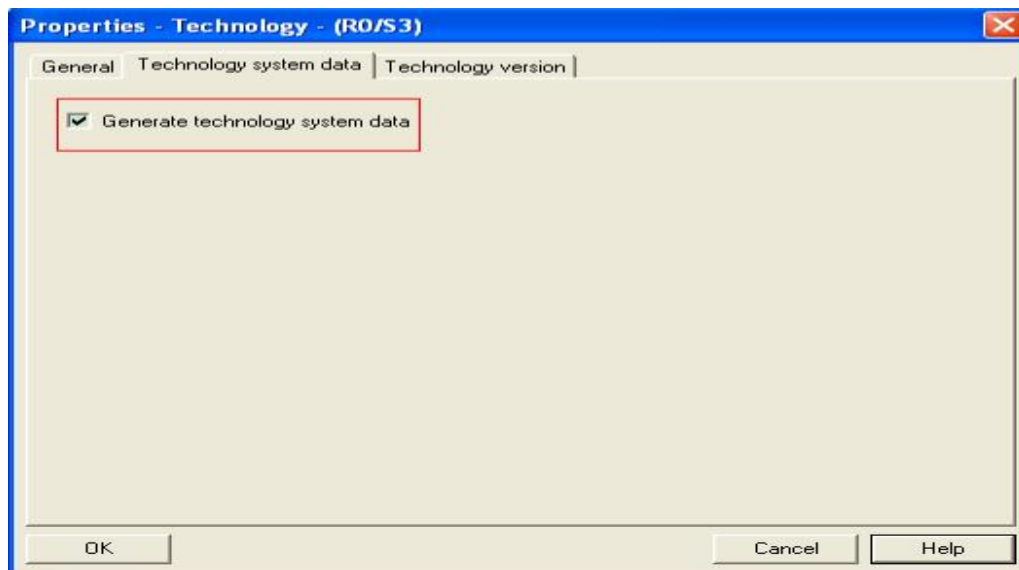 Properties - Technology - (R0/S3)
General Technology system data Technology version
Generate technology system data
OK Cancel Help